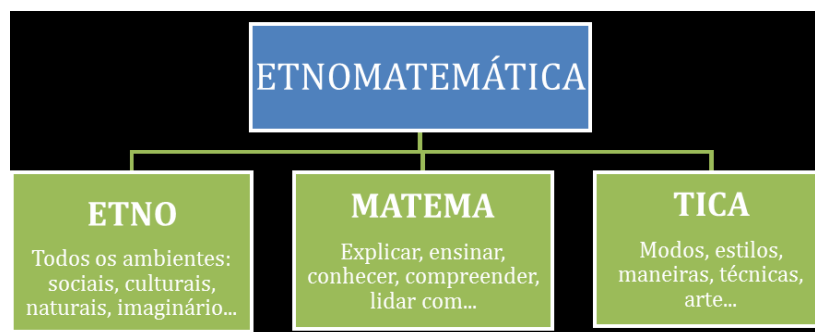 ETNOMATEMÁTICA
ETNO
Todos os ambientes:
sociais, culturais,
naturais, imaginário...
MATEMA
Explicar, ensinar,
conhecer, compreender,
lidar com...
TICA
Modos, estilos,
maneiras, técnicas,
arte...